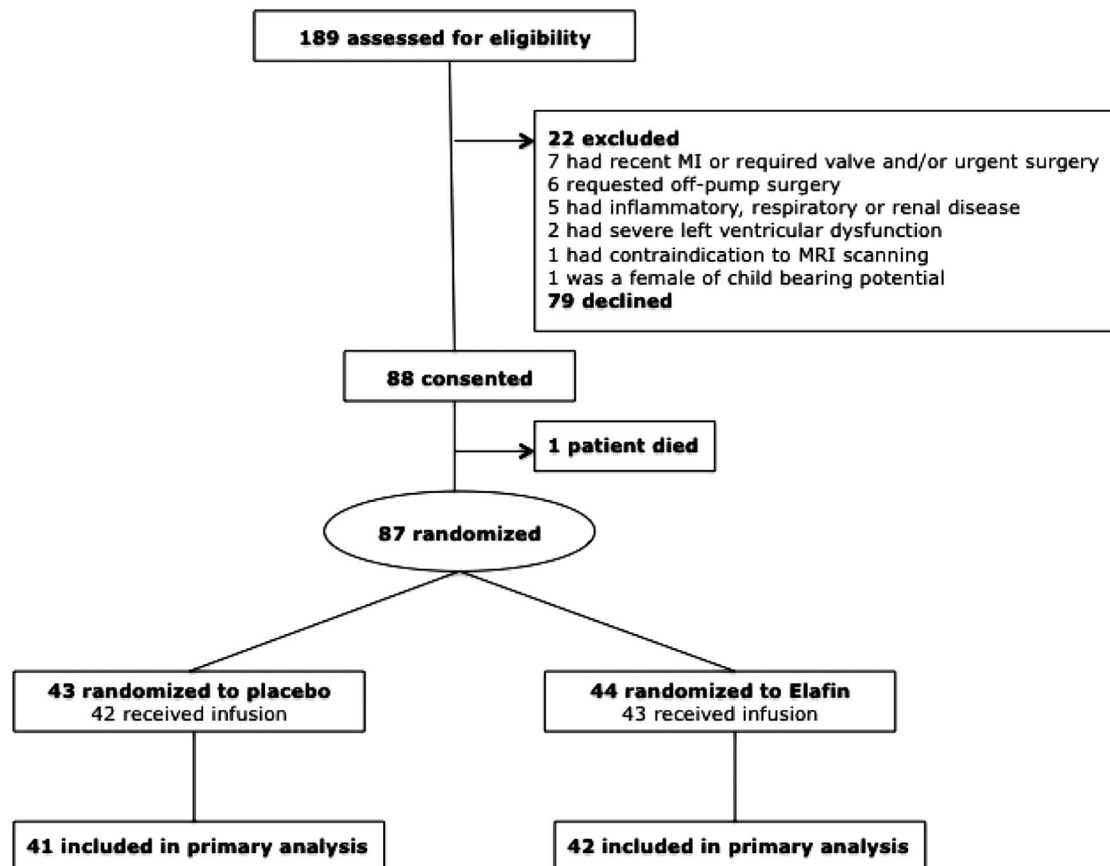 189 assessed for eligibility
22 excluded
7 had recent MI or required valve and/or urgent surgery
6 requested off-pump surgery
5 had inflammatory, respiratory or renal disease
2 had severe left ventricular dysfunction
1 had contraindication to MRI scanning
1 was a female of child bearing potential
79 declined
88 consented
1 patient died
87 randomized
43 randomized to placebo
42 received infusion
44 randomized to Elafin
43 received infusion
41 included in primary analysis
42 included in primary analysis